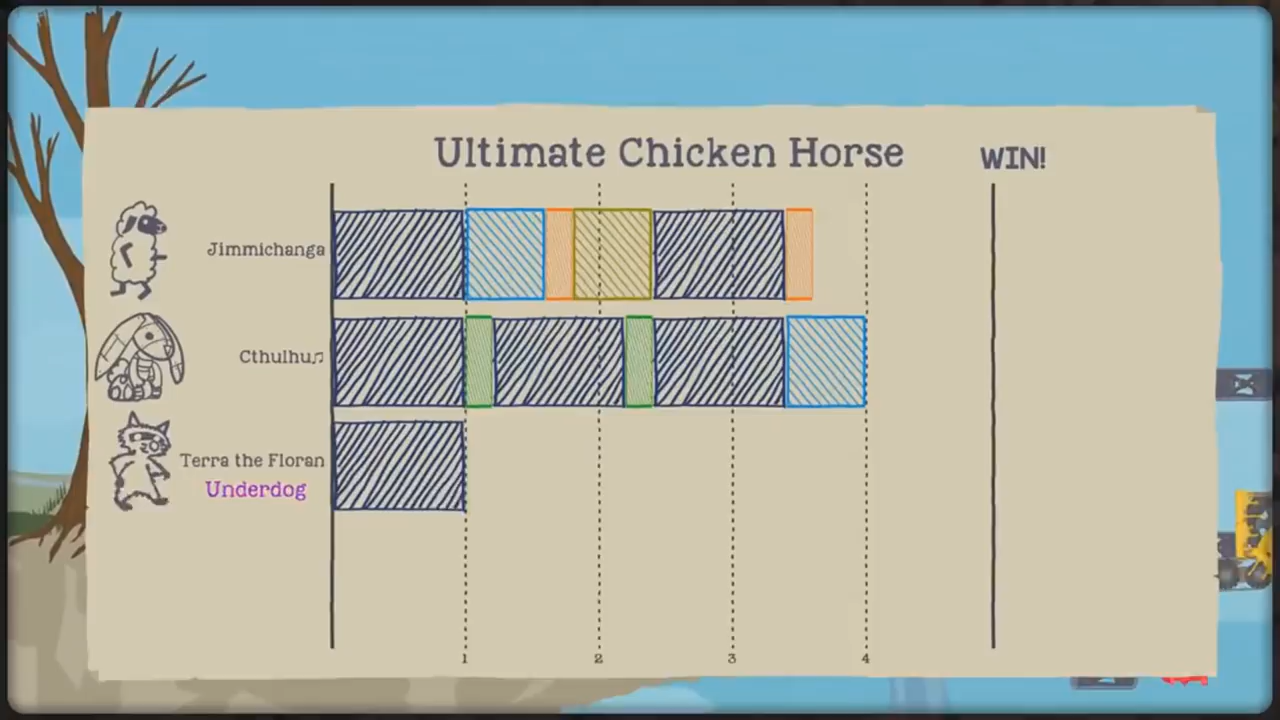 Ultimate Chicken Horse
WIN!
Jimmichanga
Cthulhu♫
Terra the Floran
Underdog
1 2 3 4